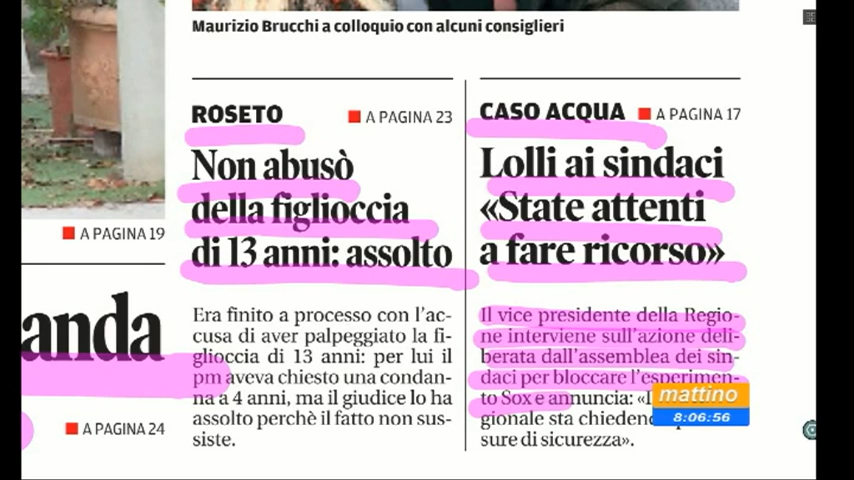 Maurizio Brucchi a colloquio con alcuni consiglieri
A PAGINA 19
anda
A PAGINA 24
ROSETO
A PAGINA 23
Non abusò
della figlioccia
di 13 anni: assolto
Era finito a processo con l'ac-
cusa di aver palpeggiato la fi-
glioccia di 13 anni: per lui il
pm aveva chiesto una condan-
na a 4 anni, ma il giudice lo ha
assolto perchè il fatto non sus-
siste.
CASO ACQUA
A PAGINA 17
Lolli ai sindaci
«State attenti
a fare ricorso»
Il vice presidente della Regio-
ne interviene sull'azione deli-
berata dall'assemblea dei sin-
daci per bloccare l'esperimen-
to Sox e annuncia:
gionale sta chieden
sure di sicurezza».
mattino
8:06:56